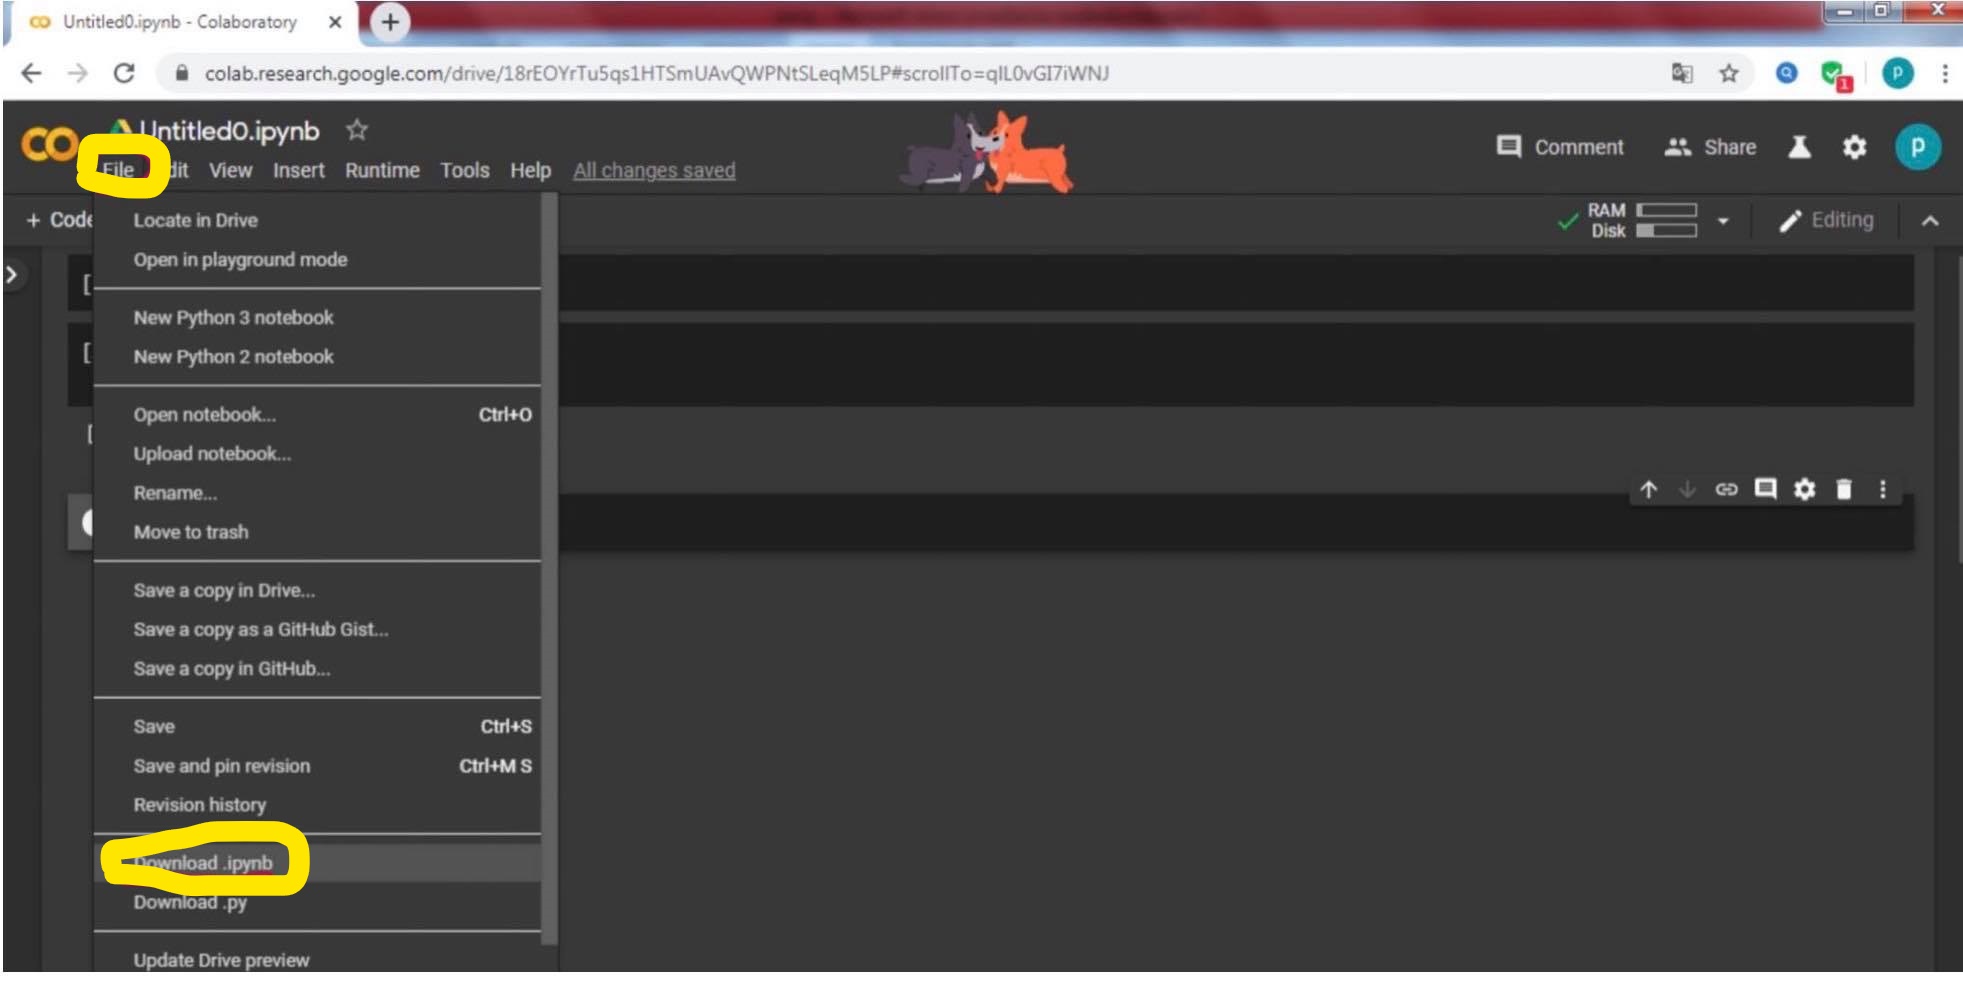 Untitled0.ipynb - Colaboratory
colab.research.google.com/drive/18rEOYrTu5qs1HTSmUAvQWPNtSLeqM5LP#scrollTo=qlL0vGI7iWNJ
1
p
CO Untitled0.ipynb
Comment Share p
File dit View Insert Runtime Tools Help All changes saved
+ Code
RAM
Disk
Editing
Locate in Drive
Open in playground mode
[
New Python 3 notebook
[
New Python 2 notebook
Open notebook... Ctrl+O
[
Upload notebook...
Rename...
Move to trash
Save a copy in Drive...
Save a copy as a GitHub Gist...
Save a copy in GitHub...
Save Ctrl+S
Save and pin revision Ctrl+M S
Revision history
Download .ipynb
Download .py
Update Drive preview